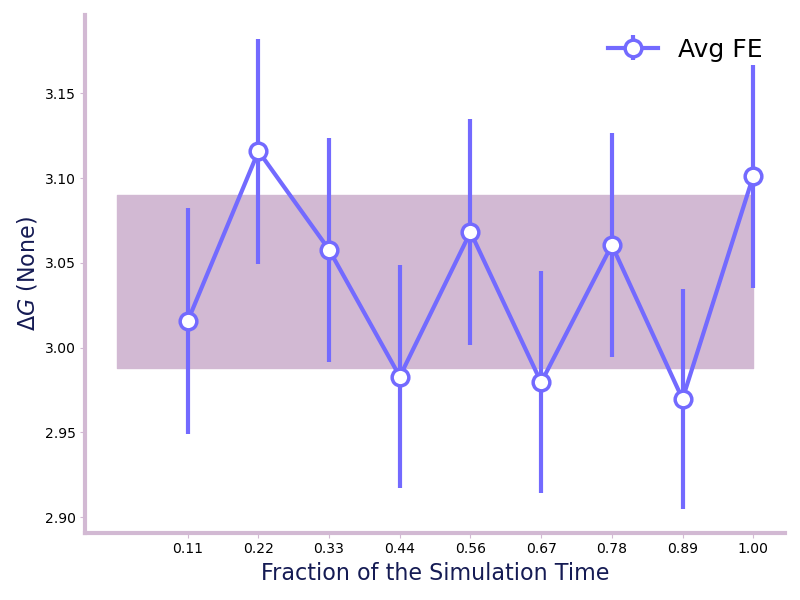 Avg FE
3.15
3.10
3.05
3.00
2.95
2.90
ΔG (None)
0.11 0.22 0.33 0.44 0.56 0.67 0.78 0.89 1.00
Fraction of the Simulation Time